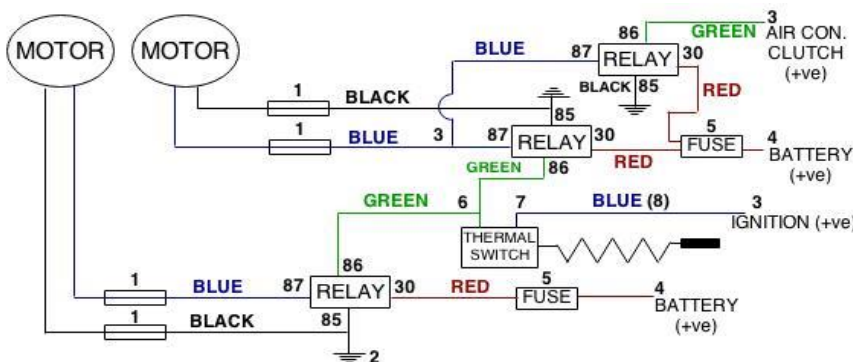 MOTOR
MOTOR
86
GREEN
3
AIR CON.
CLUTCH
(+ve)
BLUE
87
RELAY
30
BLACK
85
RED
1
BLACK
85
1
BLUE
3
87
RELAY
30
RED
5
FUSE
4
BATTERY
(+ve)
GREEN
86
GREEN
6
7
BLUE (8)
3
IGNITION (+ve)
THERMAL
SWITCH
86
1
BLUE
87
RELAY
30
RED
5
FUSE
4
BATTERY
(+ve)
1
BLACK
85
2